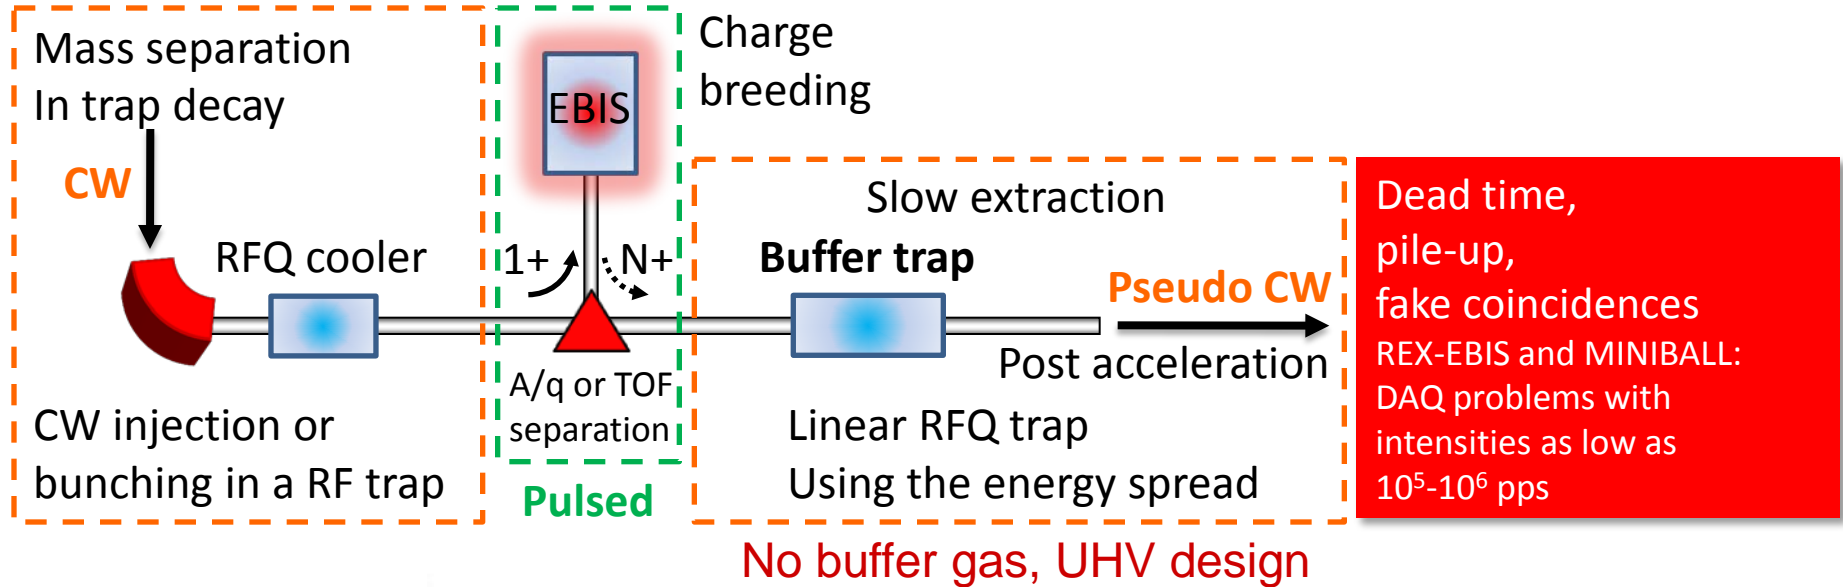 Mass separation
In trap decay
CW
RFQ cooler
CW injection or
bunching in a RF trap
EBIS
Charge
breeding
1+
N+
A/q or TOF
separation
Pulsed
Slow extraction
Buffer trap
Pseudo CW
Post acceleration
Linear RFQ trap
Using the energy spread
No buffer gas, UHV design
Dead time,
pile-up,
fake coincidences
REX-EBIS and MINIBALL:
DAQ problems with
intensities as low as
10⁵-10⁶ pps